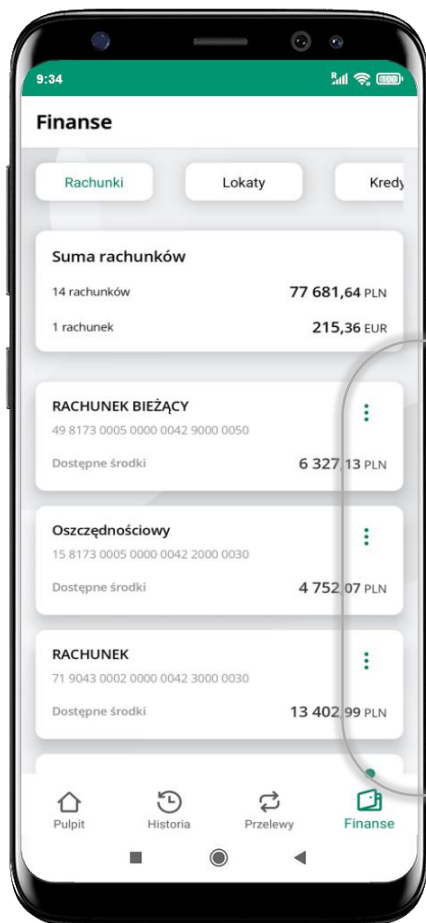 9:34
R
100
Finanse
Rachunki Lokaty Kredy
Suma rachunków
14 rachunków 77 681,64 PLN
1 rachunek 215,36 EUR
RACHUNEK BIEŻĄCY
49 8173 0005 0000 0042 9000 0050
Dostępne środki 6 327,13 PLN
Oszczędnościowy
15 8173 0005 0000 0042 2000 0030
Dostępne środki 4 752,07 PLN
RACHUNEK
71 9043 0002 0000 0042 3000 0030
Dostępne środki 13 402,99 PLN
Pulpit Historia Przelewy Finanse